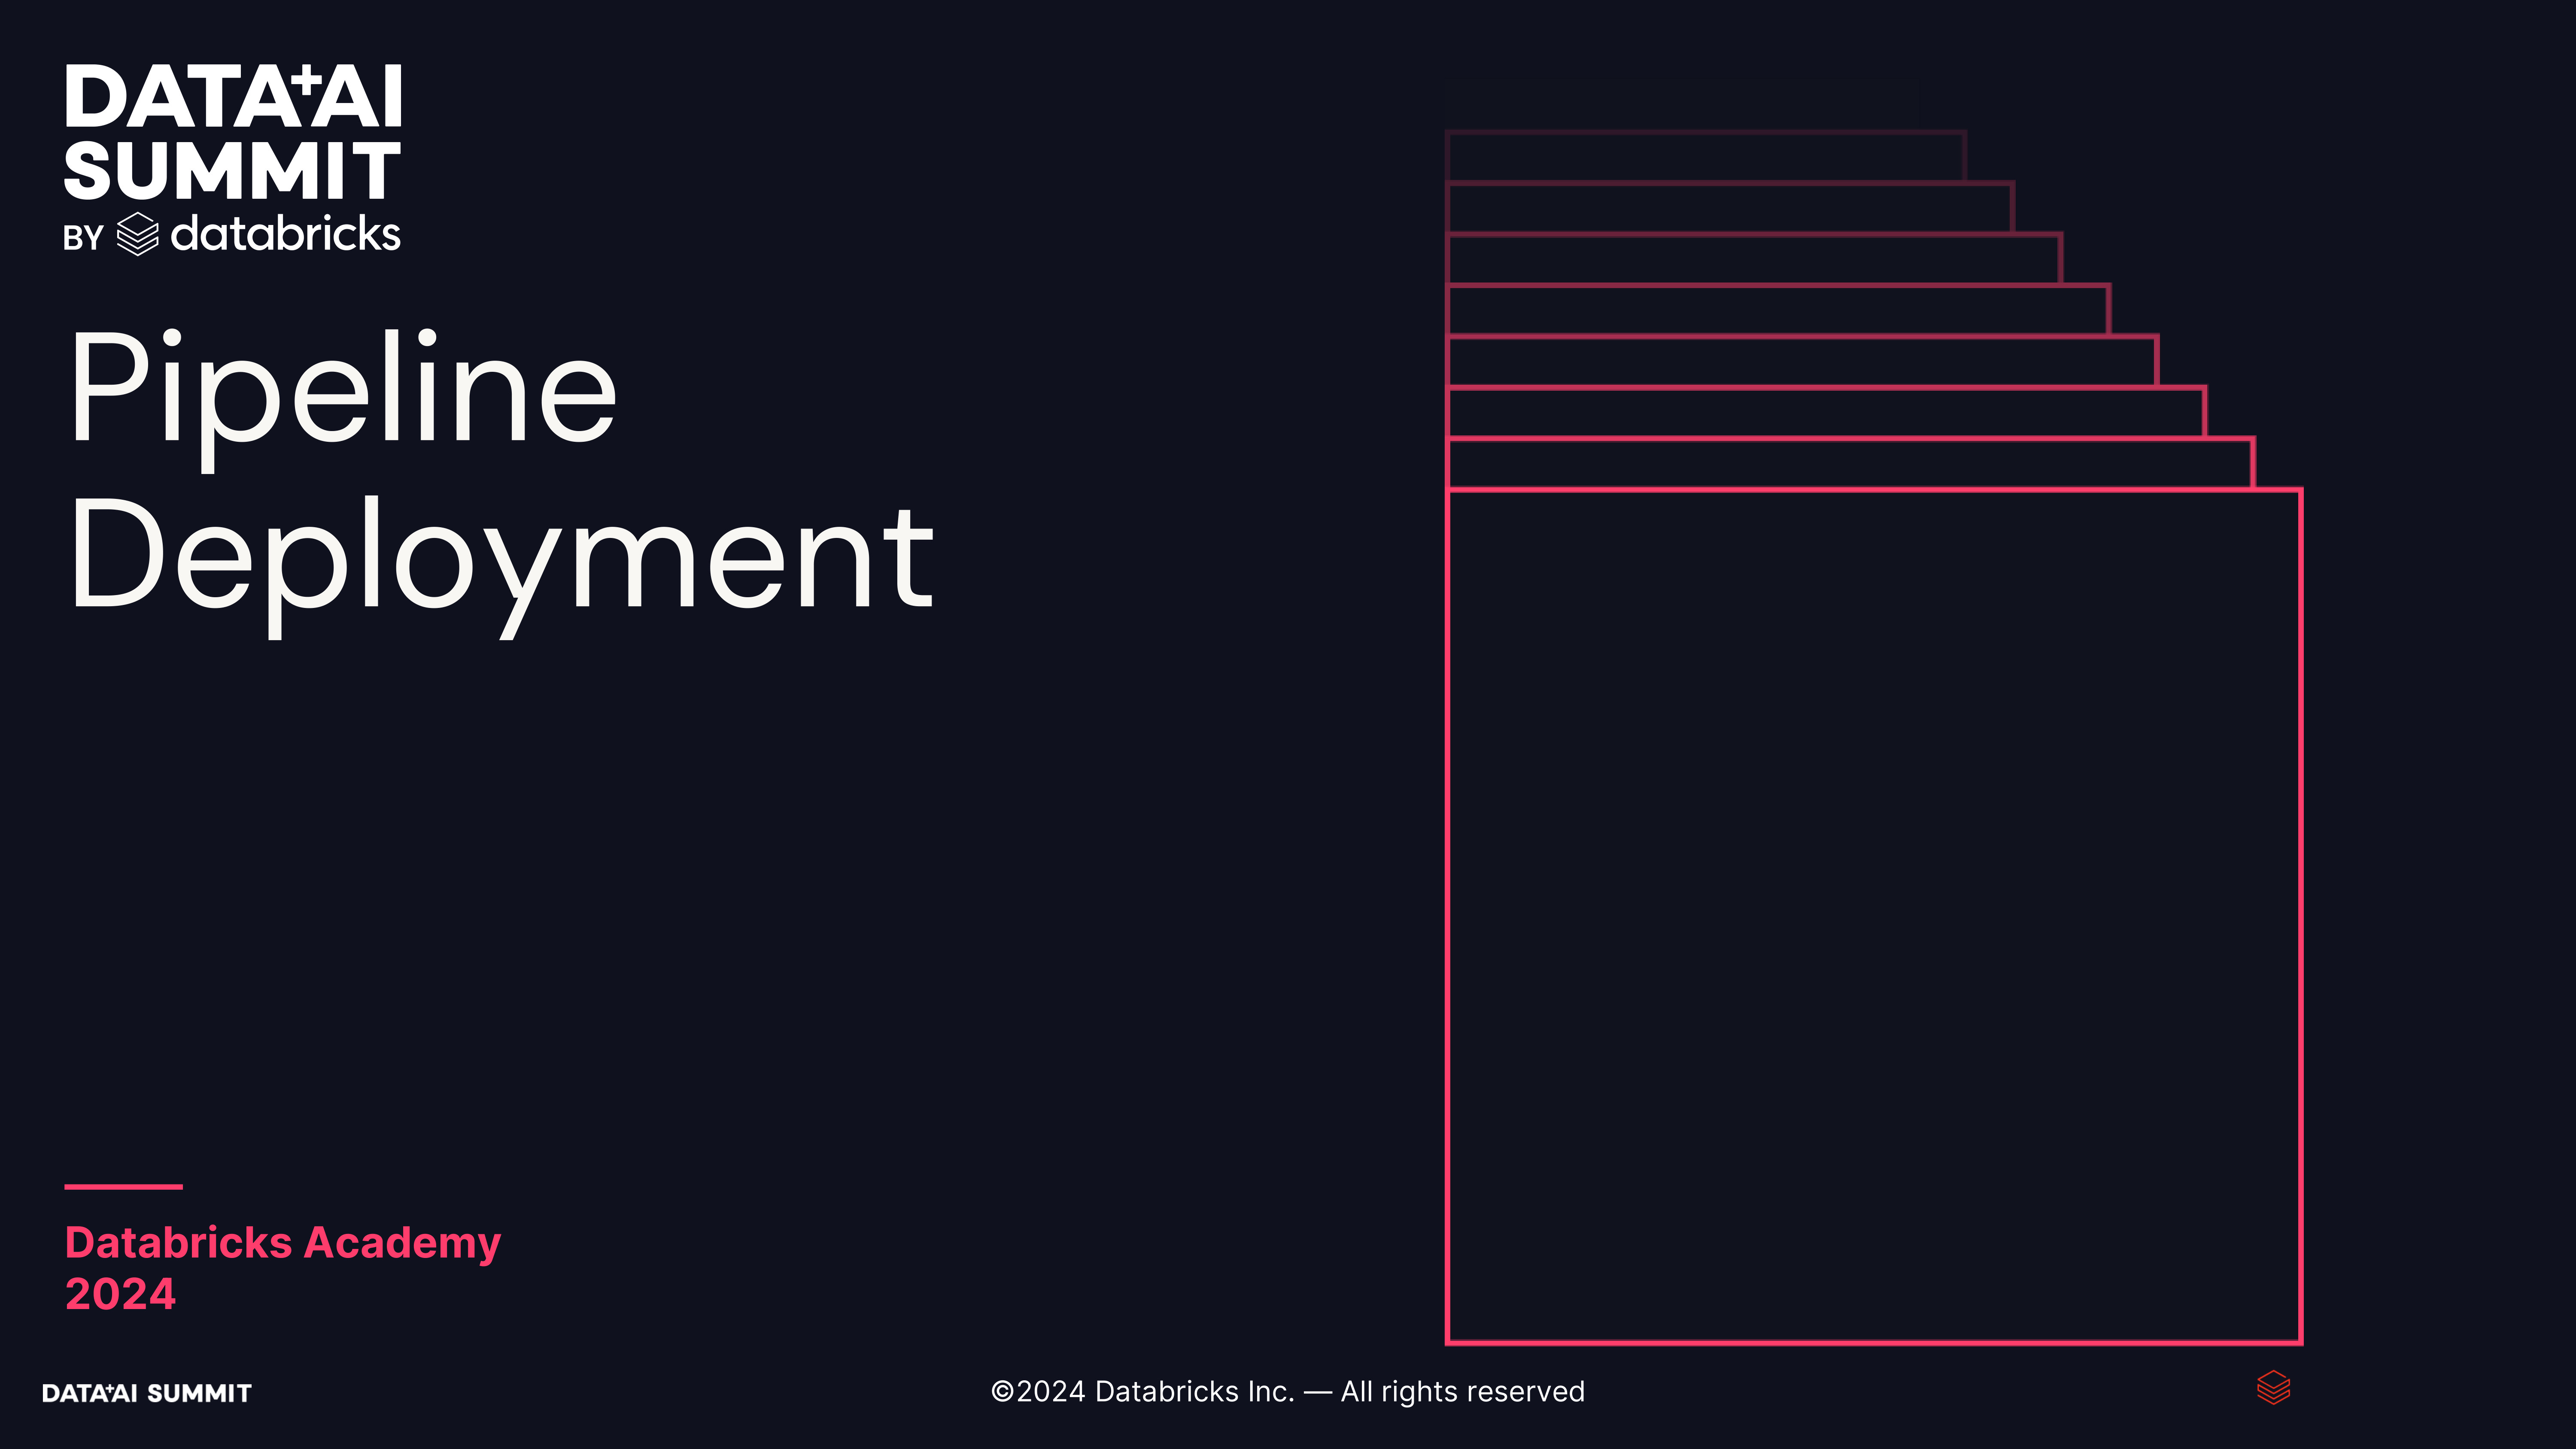 DATA+AI
SUMMIT
BY databricks
Pipeline
Deployment
Databricks Academy
2024
DATA+AI SUMMIT
©2024 Databricks Inc. — All rights reserved